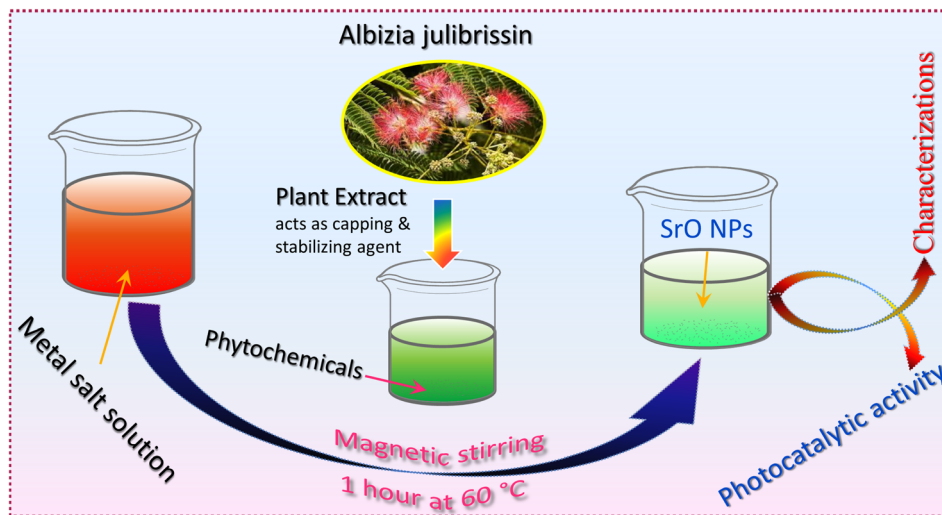 Albizia julibrissin
Plant Extract
acts as capping &
stabilizing agent
Metal salt solution
Phytochemicals
Magnetic stirring
1 hour at 60 °C
SrO NPs
Characterizations
Photocatalytic activity